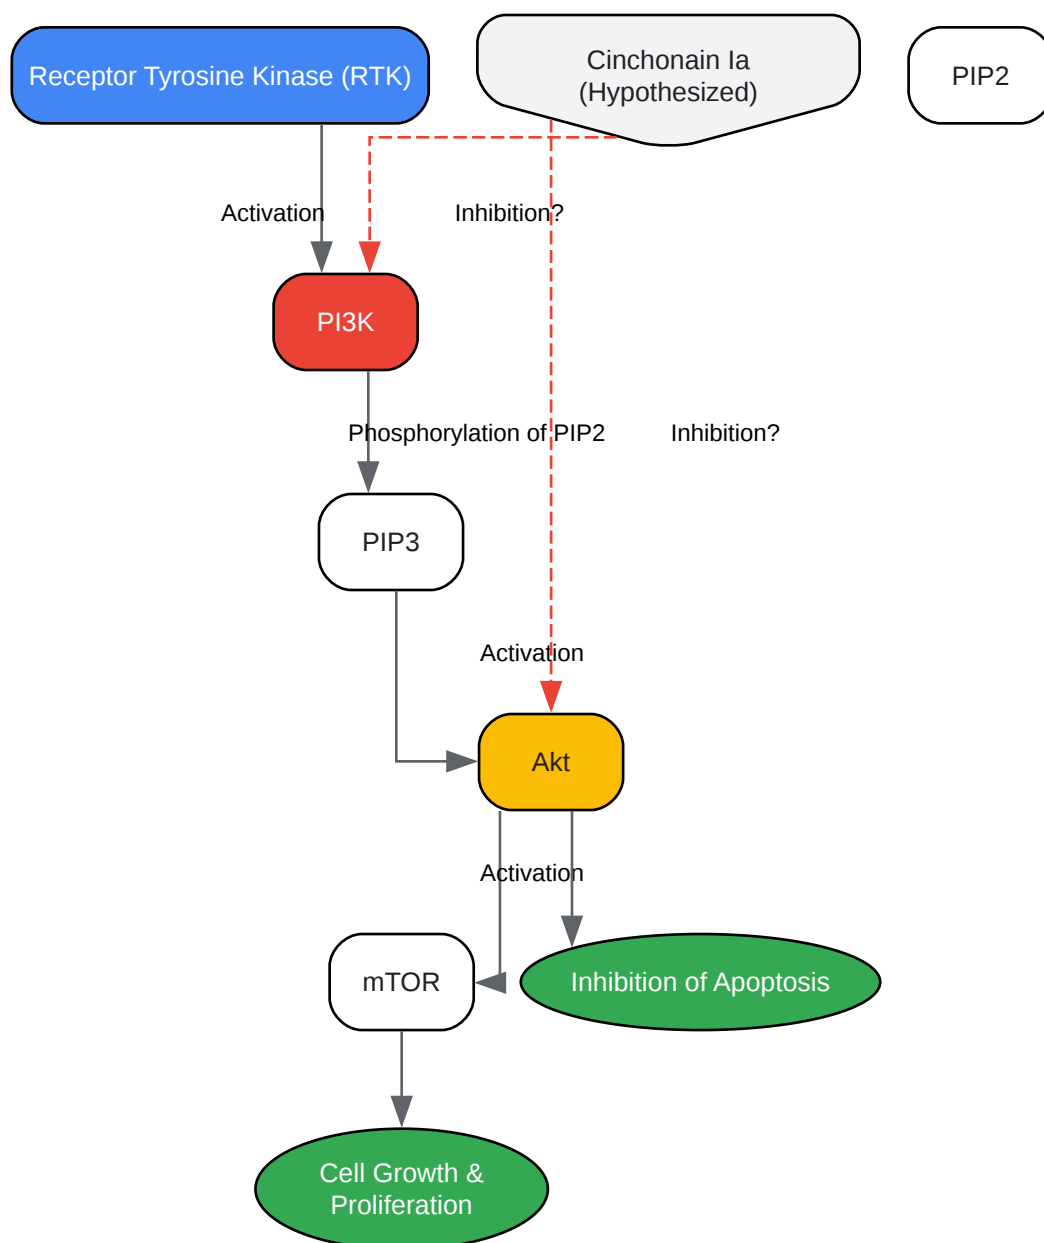 Receptor Tyrosine Kinase (RTK)
Cinchonain Ia
(Hypothesized)
PIP2
Activation
Inhibition?
PI3K
Phosphorylation of PIP2
Inhibition?
PIP3
Activation
Akt
Activation
mTOR
Inhibition of Apoptosis
Cell Growth &
Proliferation